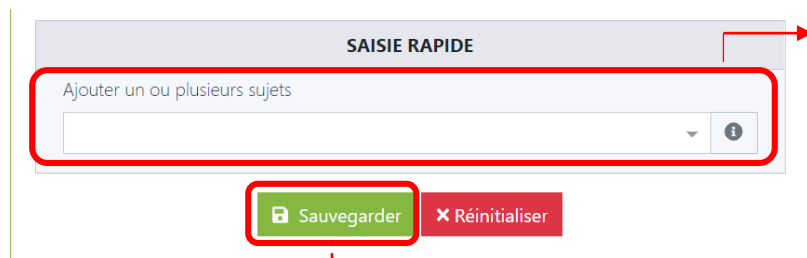 SAISIE RAPIDE
Ajouter un ou plusieurs sujets
Sauvegarder
Réinitialiser